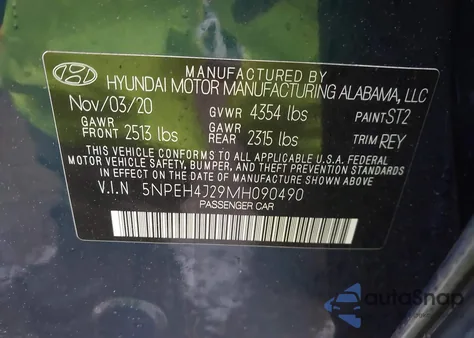 MANUFACTURED BY
HYUNDAI MOTOR MANUFACTURING ALABAMA, LLC
Nov/03/20 GVWR 4354 lbs PAINT ST2
GAWR FRONT 2513 lbs GAWR REAR 2315 lbs TRIM REY
THIS VEHICLE CONFORMS TO ALL APPLICABLE U.S.A. FEDERAL
MOTOR VEHICLE SAFETY, BUMPER, AND THEFT PREVENTION STANDARDS
IN EFFECT ON THE DATE OF MANUFACTURE SHOWN ABOVE.
V.I.N 5NPEH4J29MH090490
PASSENGER CAR
autoSnap